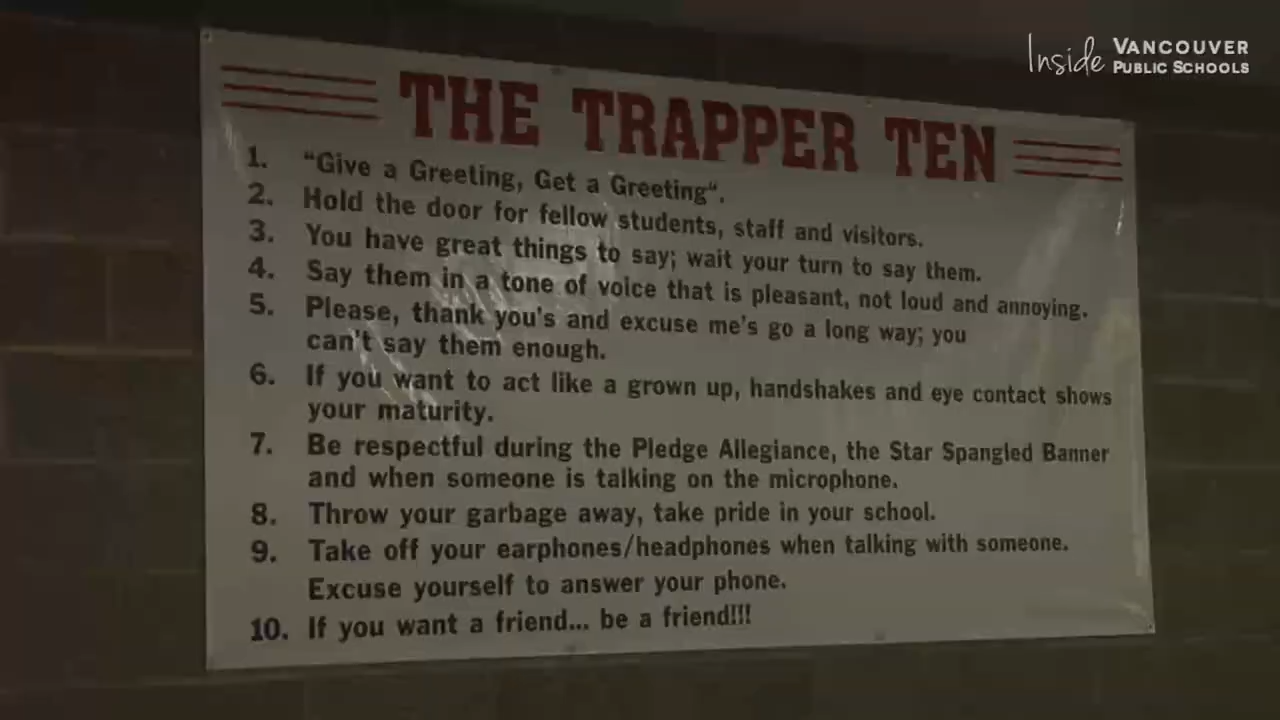 Inside VANCOUVER
PUBLIC SCHOOLS
THE TRAPPER TEN
1. “Give a Greeting, Get a Greeting“.
2. Hold the door for fellow students, staff and visitors.
3. You have great things to say; wait your turn to say them.
4. Say them in a tone of voice that is pleasant, not loud and annoying.
5. Please, thank you's and excuse me's go a long way; you
can't say them enough.
6. If you want to act like a grown up, handshakes and eye contact shows
your maturity.
7. Be respectful during the Pledge Allegiance, the Star Spangled Banner
and when someone is talking on the microphone.
8. Throw your garbage away, take pride in your school.
9. Take off your earphones/headphones when talking with someone.
Excuse yourself to answer your phone.
10. If you want a friend... be a friend!!!